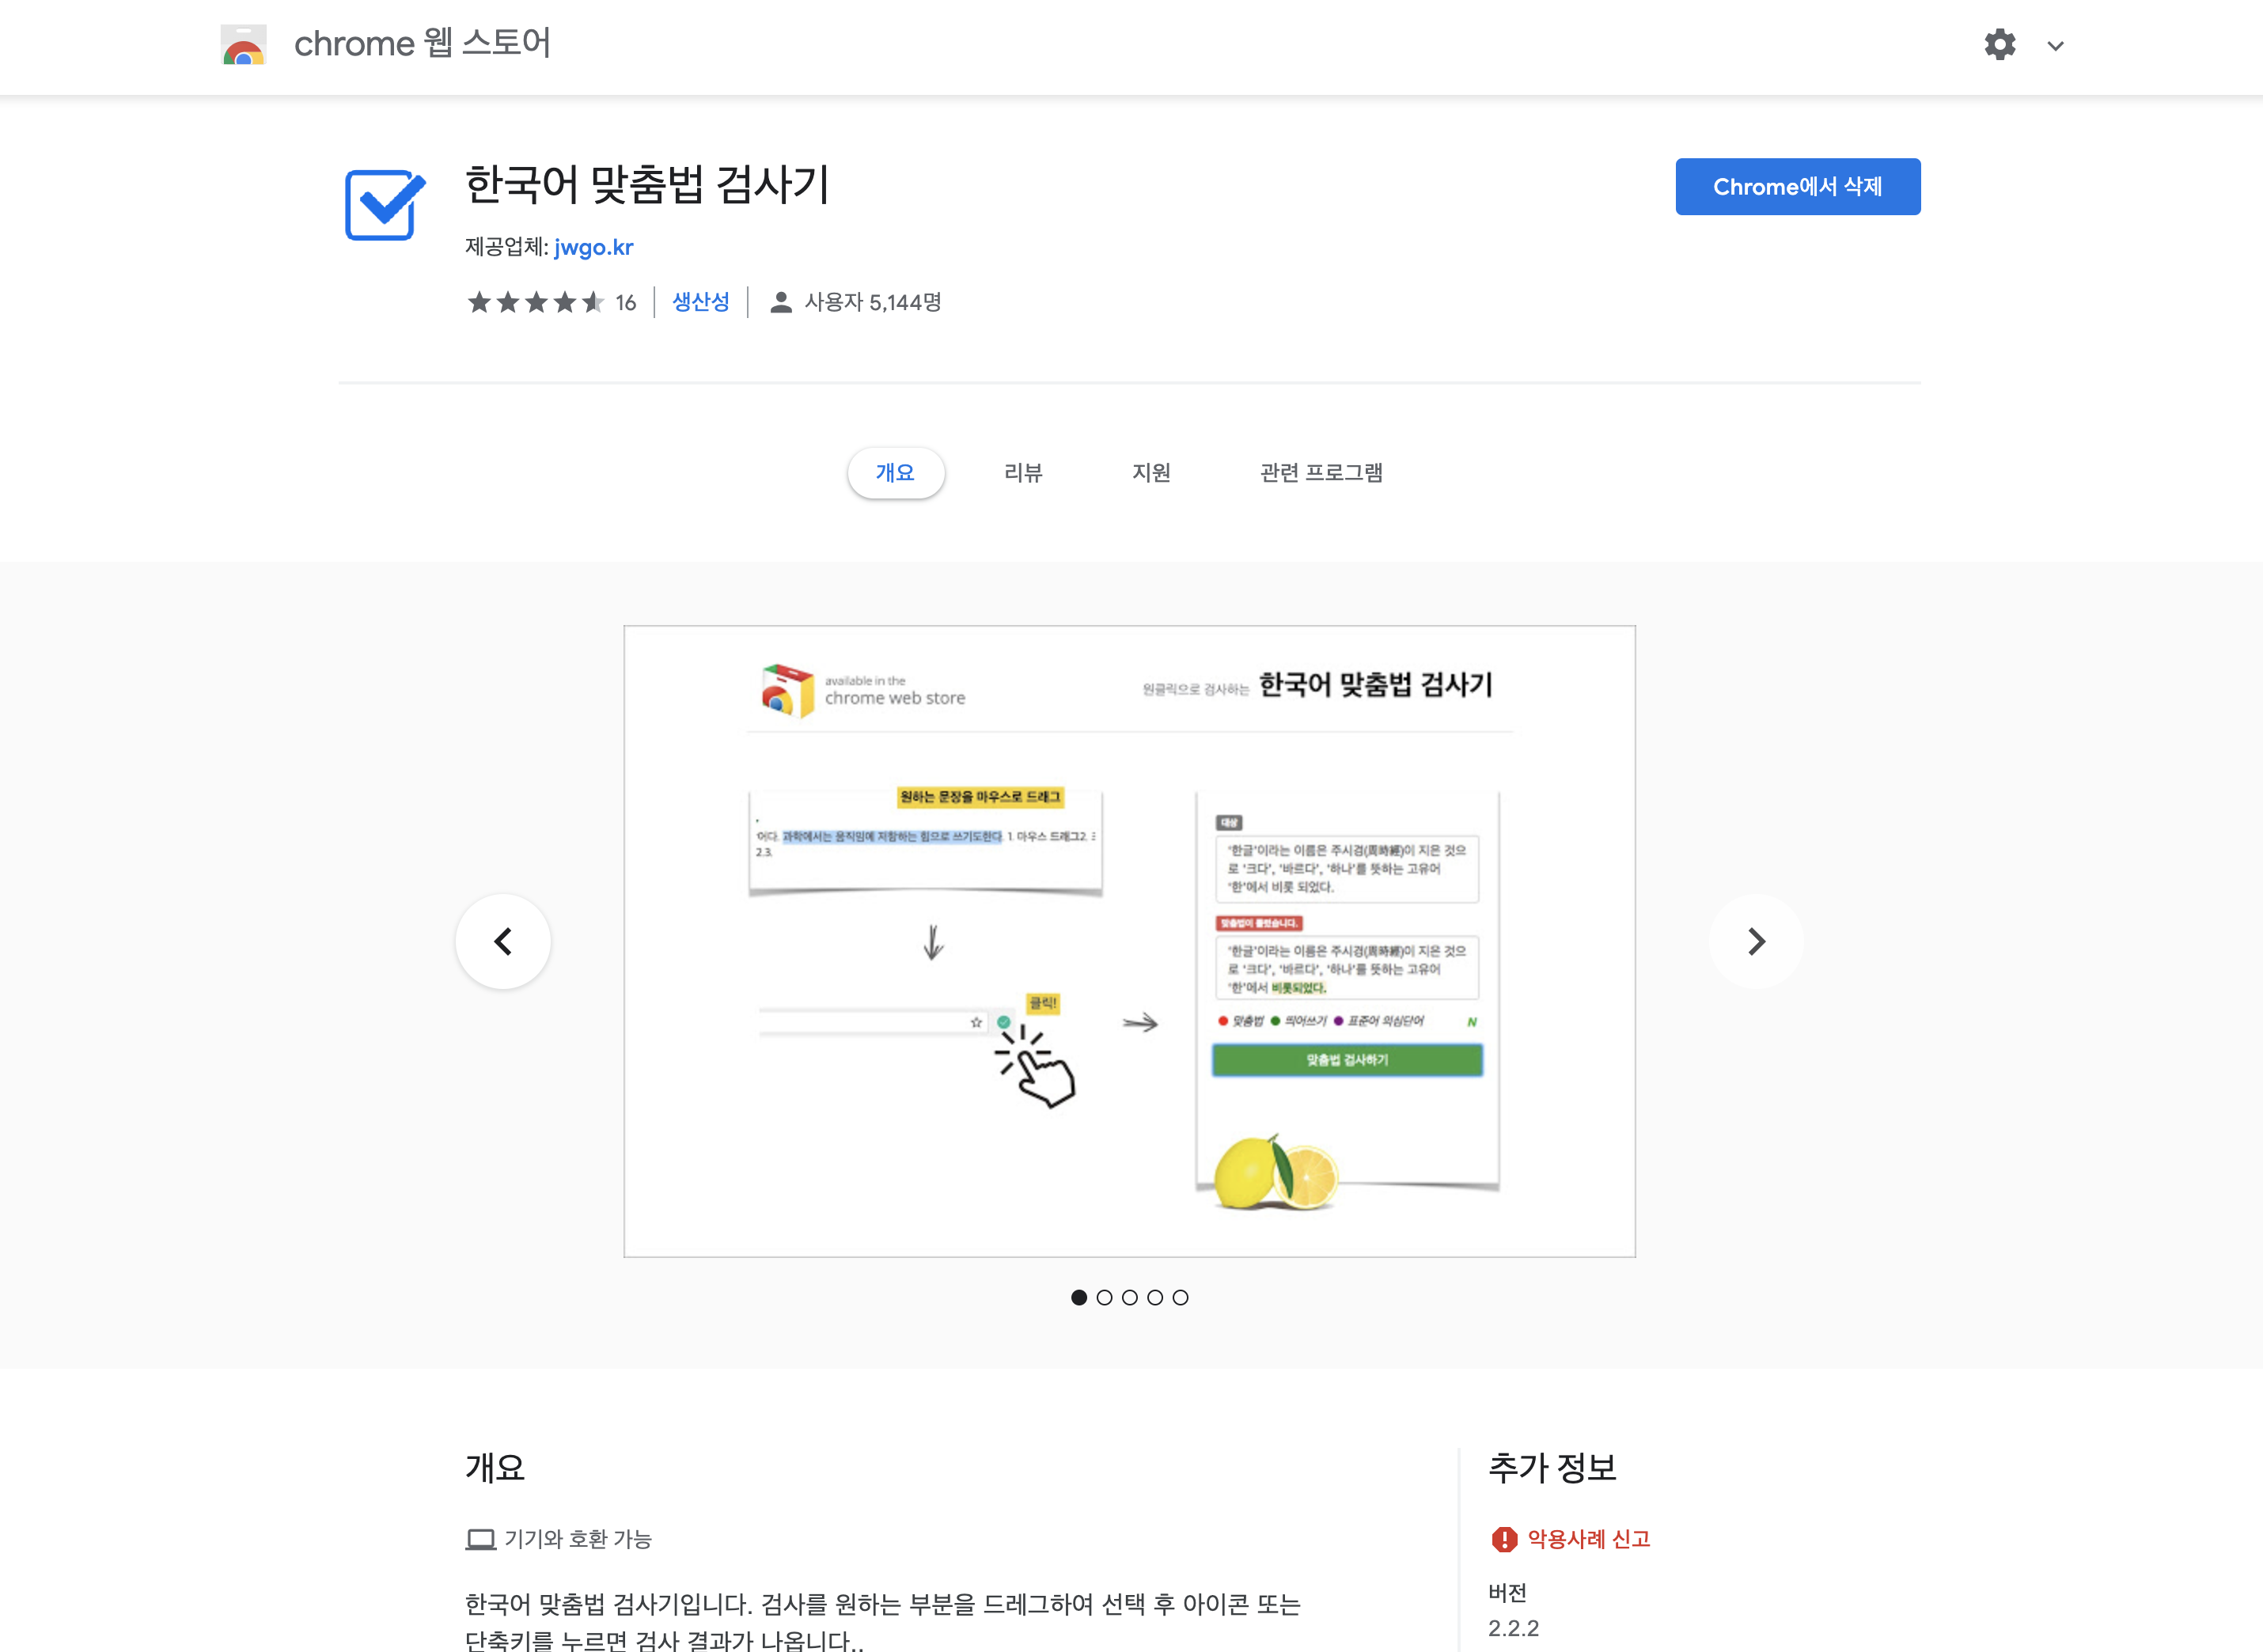 chrome 웹 스토어
한국어 맞춤법 검사기
Chrome에서 삭제
제공업체: jwgo.kr
16
생산성
사용자 5,144명
개요
리뷰
지원
관련 프로그램
available in the
chrome web store
원클릭으로 검사하는 한국어 맞춤법 검사기
원하는 문장을 마우스로 드래그
어다. 과학에서는 움직임에 저항하는 힘으로 쓰기도한다. 1. 마우스 드래그2.
2.3.
클릭!
대상
'한글'이라는 이름은 주시경(周時經)이 지은 것으
로 '크다', '바르다', '하나'를 뜻하는 고유어
'한'에서 비롯 되었다.
맞춤법이 틀렸습니다.
'한글'이라는 이름은 주시경(周時經)이 지은 것으
로 '크다', '바르다', '하나'를 뜻하는 고유어
'한'에서 비롯되었다.
맞춤법 띄어쓰기 표준어 의심단어 N
맞춤법 검사하기
개요
기기와 호환 가능
한국어 맞춤법 검사기입니다. 검사를 원하는 부분을 드레그하여 선택 후 아이콘 또는
단축키를 누르면 검사 결과가 나옵니다..
추가 정보
악용사례 신고
버전
2.2.2